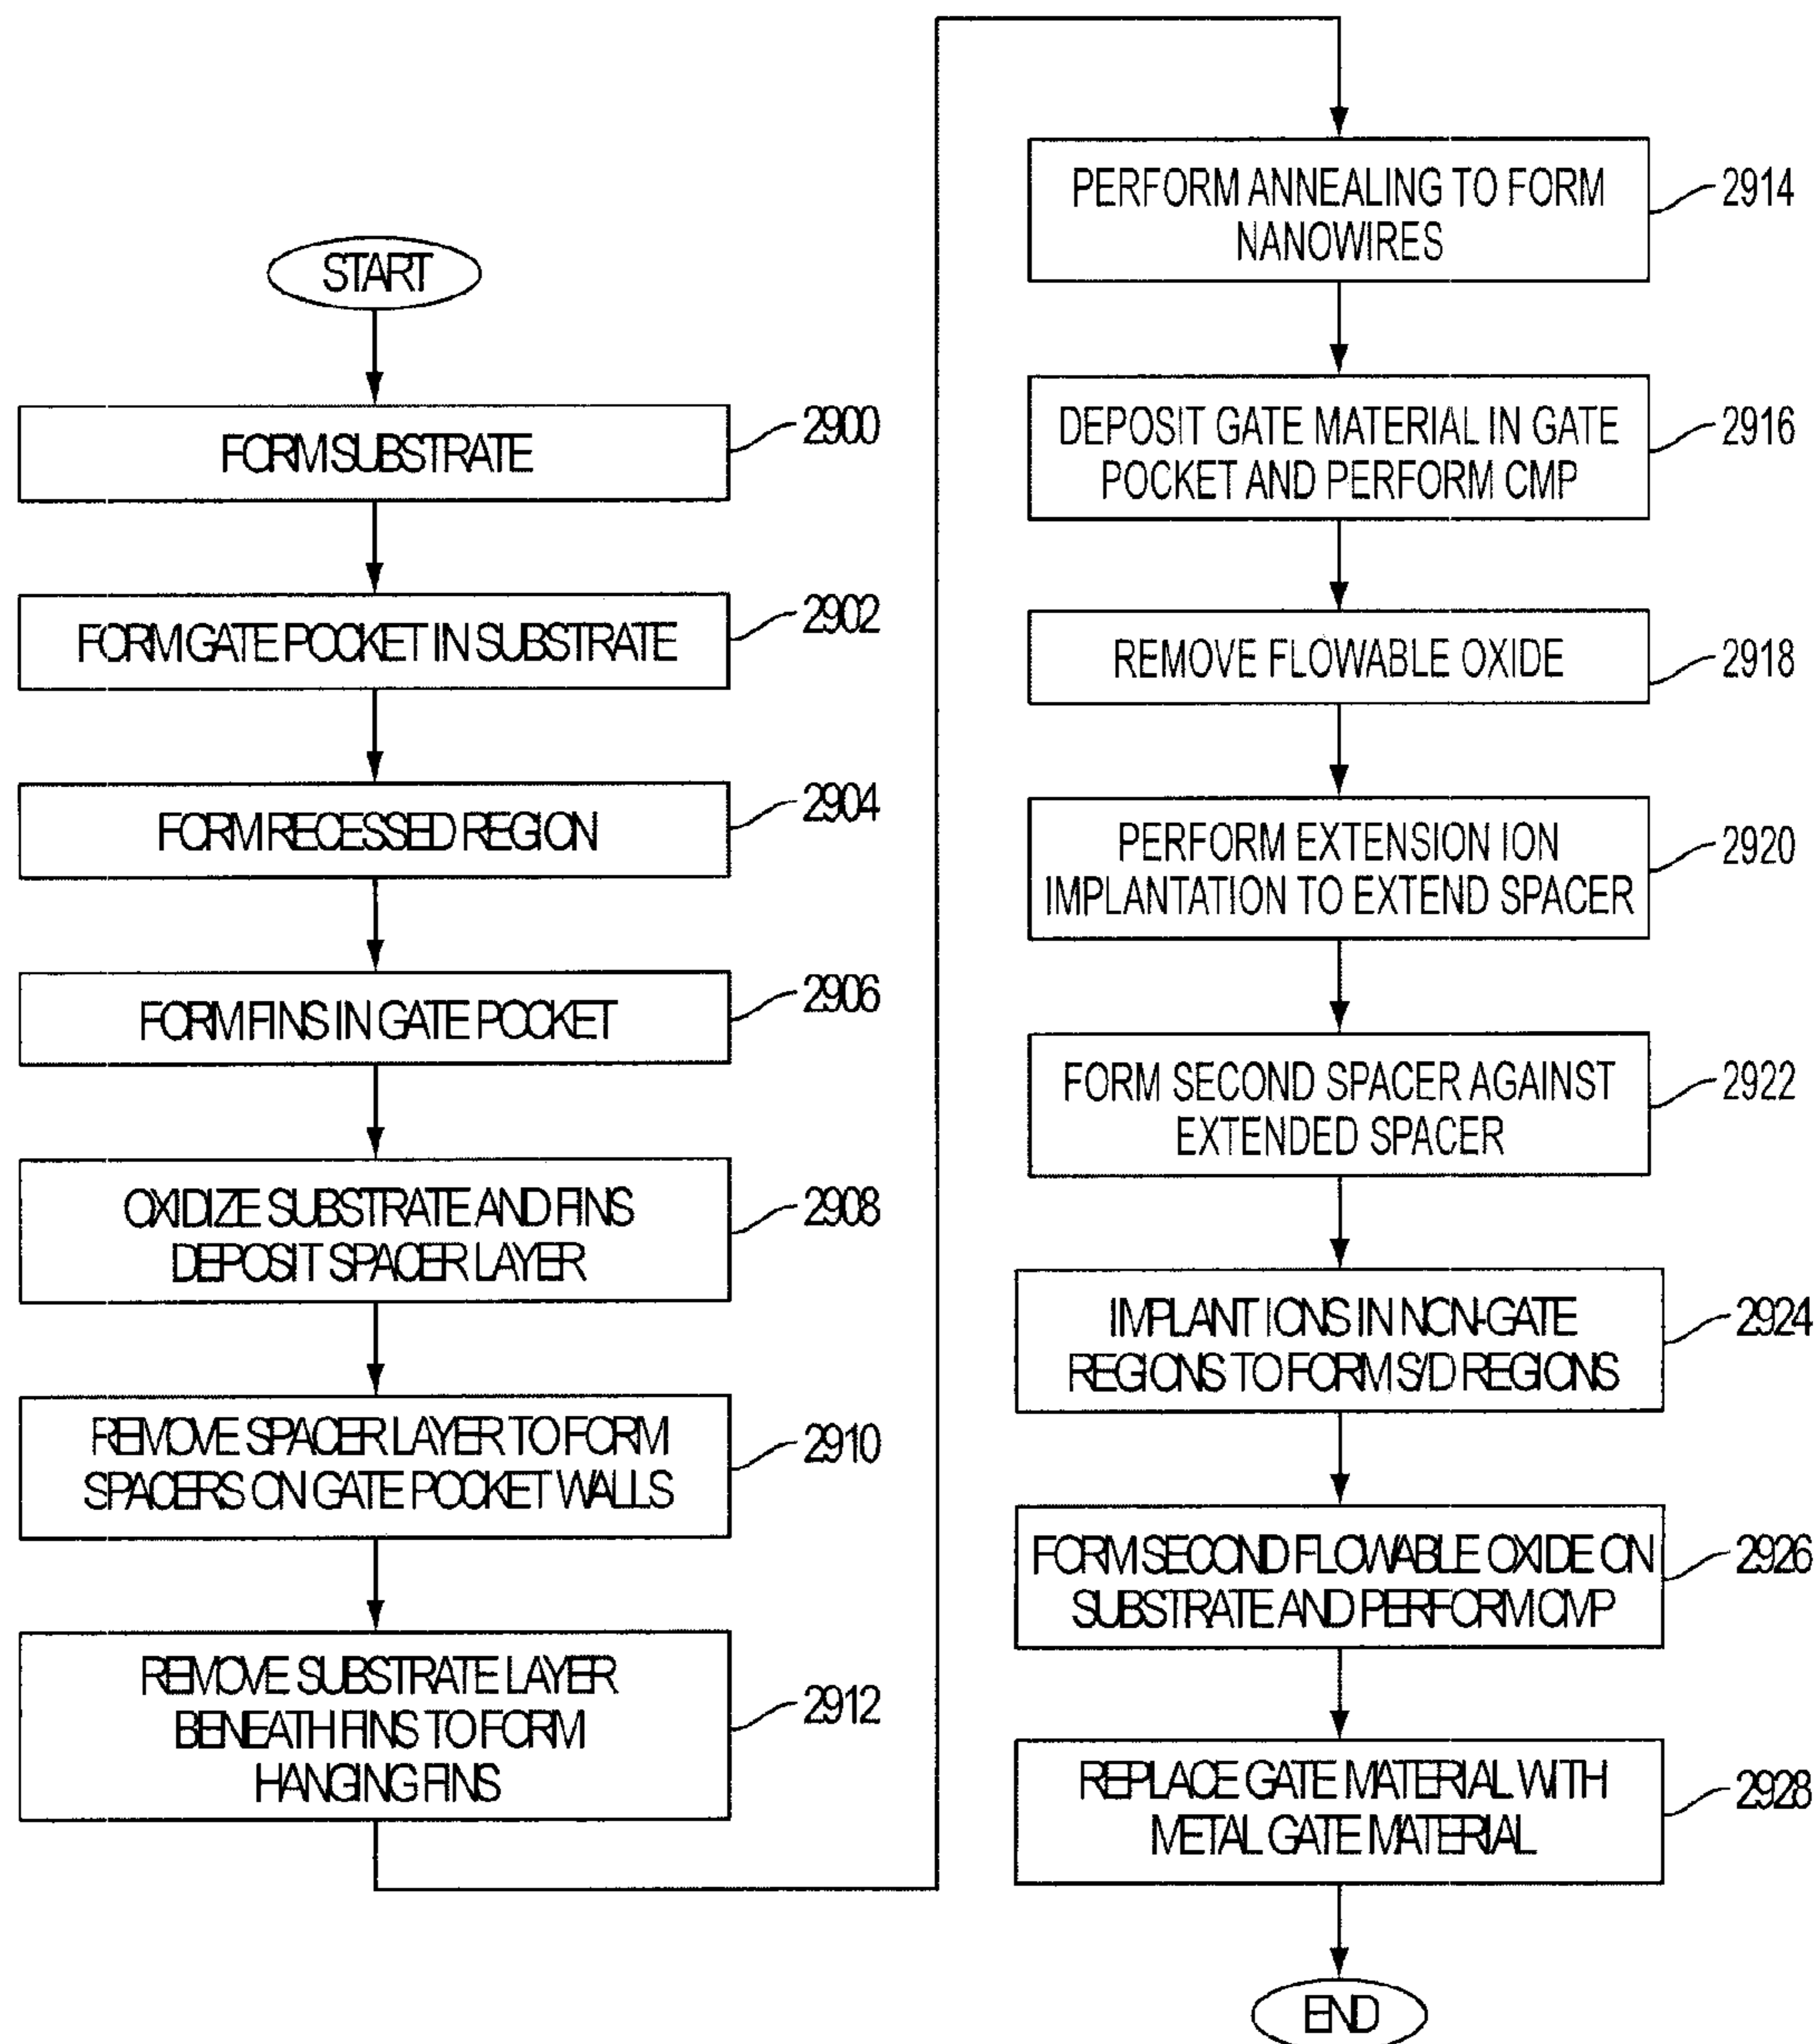 START
FORM SUBSTRATE
2900
FORM GATE POCKET IN SUBSTRATE
2902
FORM RECESSED REGION
2904
FORM FINS IN GATE POCKET
2906
OXIDIZE SUBSTRATE AND FINS
DEPOSIT SPACER LAYER
2908
REMOVE SPACER LAYER TO FORM
SPACERS ON GATE POCKET WALLS
2910
REMOVE SUBSTRATE LAYER
BENEATH FINS TO FORM
HANGING FINS
2912
PERFORM ANNEALING TO FORM
NANOWIRES
2914
DEPOSIT GATE MATERIAL IN GATE
POCKET AND PERFORM CMP
2916
REMOVE FLOWABLE OXIDE
2918
PERFORM EXTENSION ION
IMPLANTATION TO EXTEND SPACER
2920
FORM SECOND SPACER AGAINST
EXTENDED SPACER
2922
IMPLANT IONS IN NON-GATE
REGIONS TO FORM S/D REGIONS
2924
FORM SECOND FLOWABLE OXIDE ON
SUBSTRATE AND PERFORM CMP
2926
REPLACE GATE MATERIAL WITH
METAL GATE MATERIAL
2928
END